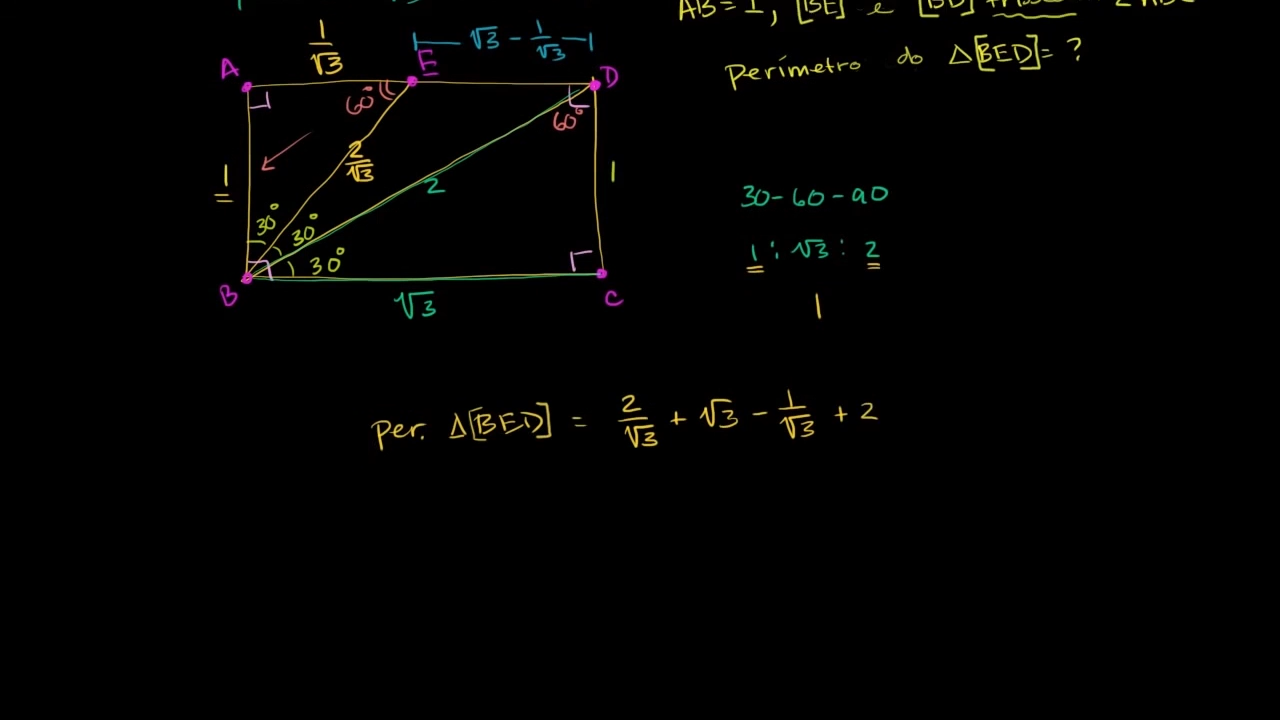 AB = 1, [BE] e [BD]
1/√3
√3 - 1/√3
Perímetro do Δ[BED] = ?
A
E
D
60°
60°
2/√3
1
2
1
30 - 60 - 90
30°
30°
30°
1 : √3 : 2
B
√3
C
1
per. Δ[BED] = 2/√3 + √3 - 1/√3 + 2